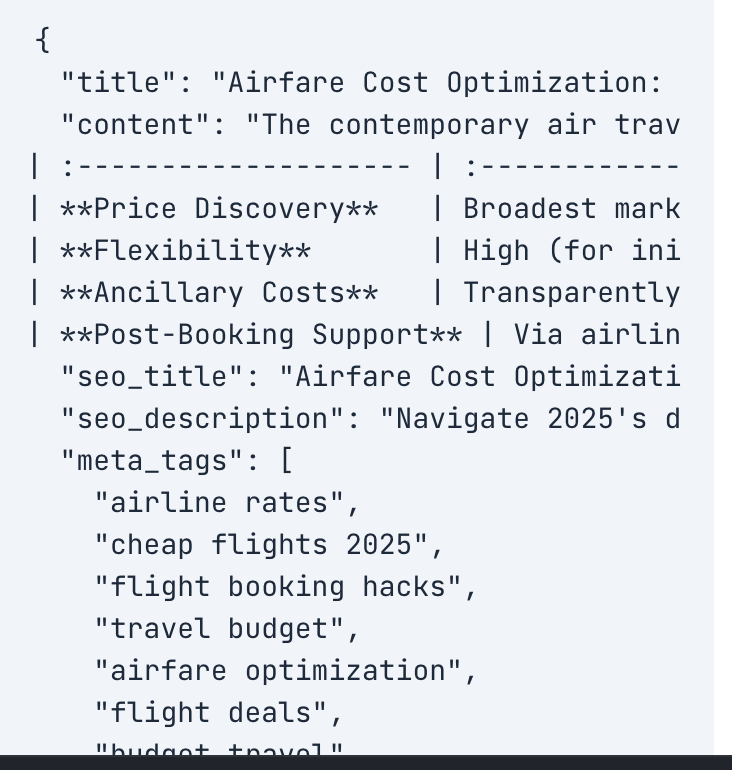 {
"title": "Airfare Cost Optimization:
"content": "The contemporary air trav
| :-------------------- | :------------
| **Price Discovery** | Broadest mark
| **Flexibility** | High (for ini
| **Ancillary Costs** | Transparently
| **Post-Booking Support** | Via airlin
"seo_title": "Airfare Cost Optimizati
"seo_description": "Navigate 2025's d
"meta_tags": [
"airline rates",
"cheap flights 2025",
"flight booking hacks",
"travel budget",
"airfare optimization",
"flight deals",
"budget travel"